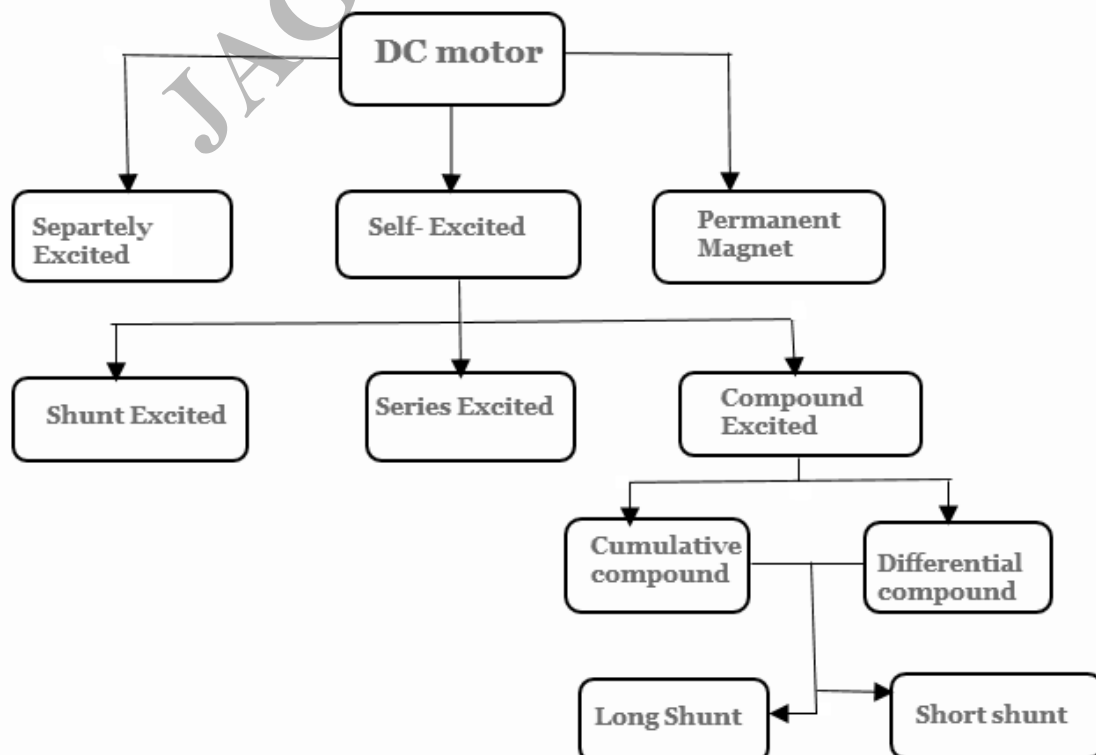 DC motor
JAC
Separtely
Excited
Self- Excited
Permanent
Magnet
Shunt Excited
Series Excited
Compound
Excited
Cumulative
compound
Differential
compound
Long Shunt
Short shunt